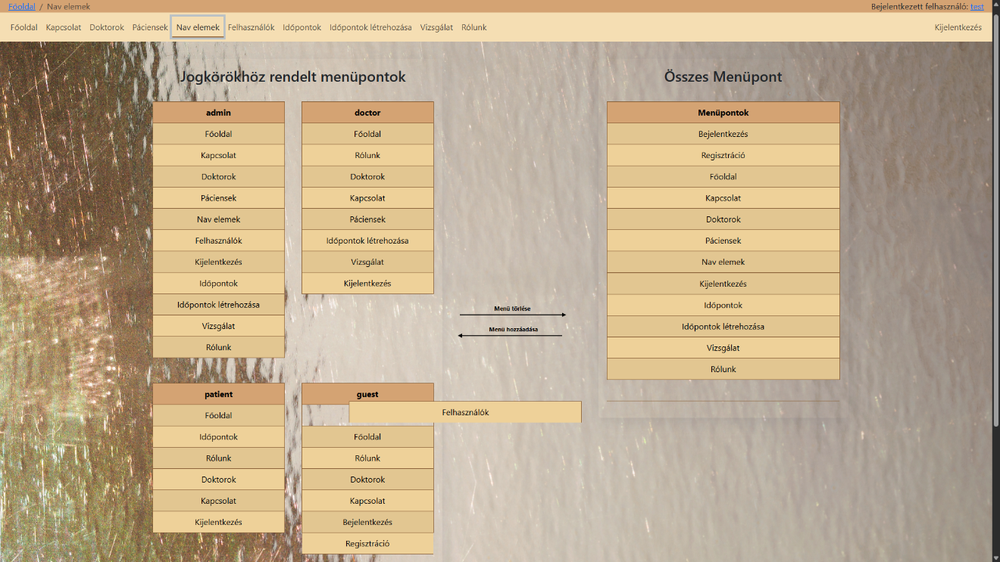 Főoldal / Nav elemek
Bejelentkezett felhasználó: test
Főoldal Kapcsolat Doktorok Páciensek Nav elemek Felhasználók Időpontok Időpontok létrehozása Vizsgálat Rólunk Kijelentkezés
Jogkörökhöz rendelt menüpontok
admin
Főoldal
Kapcsolat
Doktorok
Páciensek
Nav elemek
Felhasználók
Kijelentkezés
Időpontok
Időpontok létrehozása
Vizsgálat
Rólunk
doctor
Főoldal
Rólunk
Doktorok
Kapcsolat
Páciensek
Időpontok létrehozása
Vizsgálat
Kijelentkezés
patient
Főoldal
Időpontok
Rólunk
Doktorok
Kapcsolat
Kijelentkezés
guest
Felhasználók
Főoldal
Rólunk
Doktorok
Kapcsolat
Bejelentkezés
Regisztráció
Menü törlése
Menü hozzáadása
Összes Menüpont
Menüpontok
Bejelentkezés
Regisztráció
Főoldal
Kapcsolat
Doktorok
Páciensek
Nav elemek
Kijelentkezés
Időpontok
Időpontok létrehozása
Vizsgálat
Rólunk